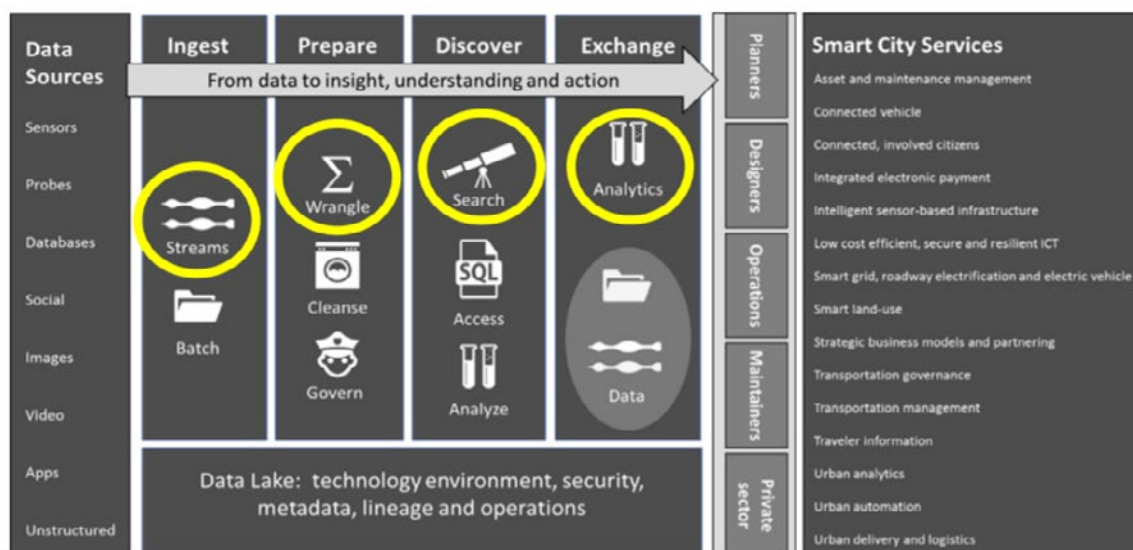 Data
Sources
Sensors
Probes
Databases
Social
Images
Video
Apps
Unstructured
Ingest
Prepare
Discover
Exchange
From data to insight, understanding and action
Streams
Batch
Σ
Wrangle
Cleanse
Govern
Search
SQL
Access
Analyze
Analytics
Data
Data Lake: technology environment, security,
metadata, lineage and operations
Planners
Designers
Operations
Maintainers
Private
sector
Smart City Services
Asset and maintenance management
Connected vehicle
Connected, involved citizens
Integrated electronic payment
Intelligent sensor-based infrastructure
Low cost efficient, secure and resilient ICT
Smart grid, roadway electrification and electric vehicle
Smart land-use
Strategic business models and partnering
Transportation governance
Transportation management
Traveler information
Urban analytics
Urban automation
Urban delivery and logistics